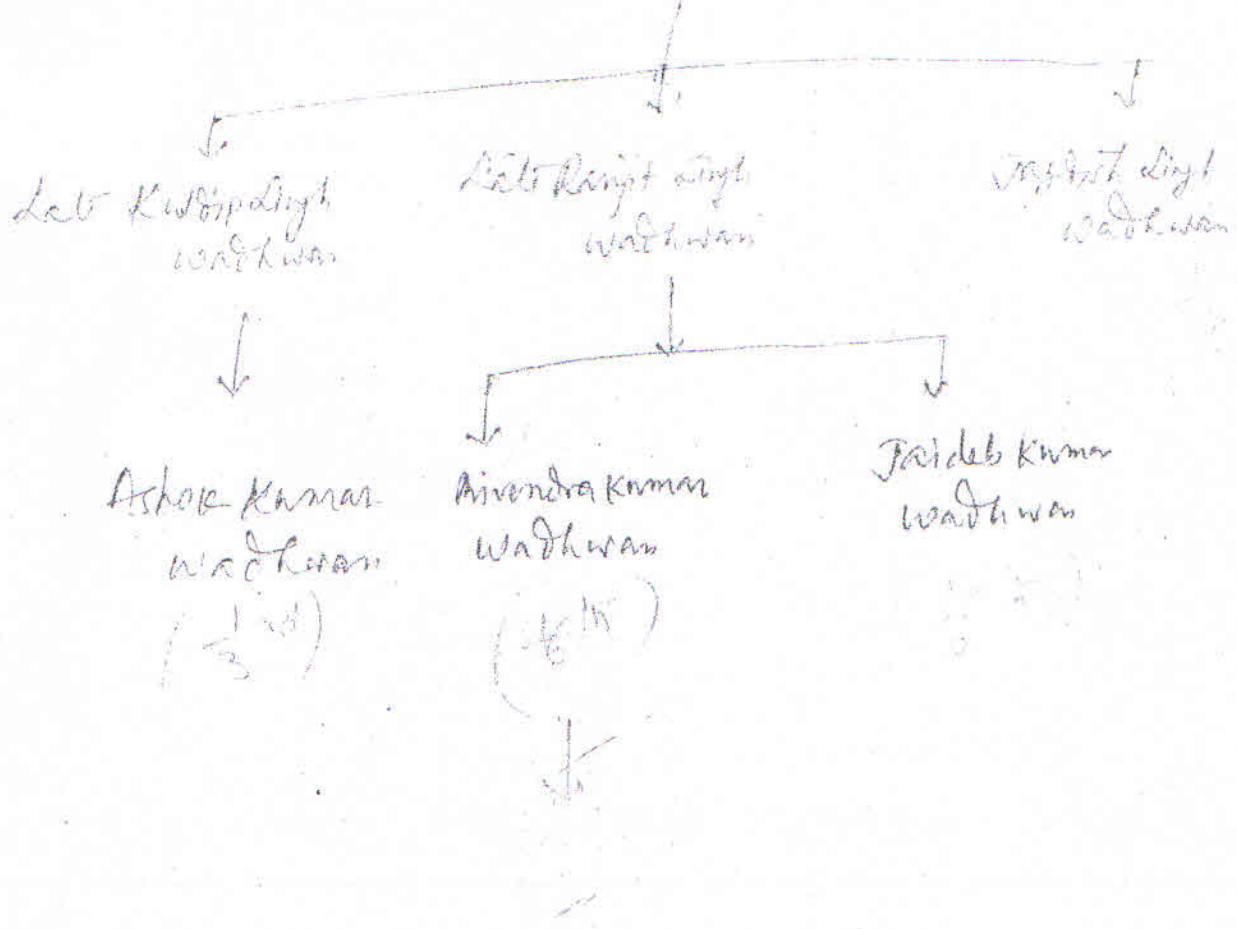 Late Kuldip Singh
wadhwan
Late Ranjit Singh
wadhwan
Singh
wadhwan
Ashok Kumar
wadhwan
(1/3rd)
Kumar
wadhwan
(1/6th)
Jaideb Kumar
wadhwan